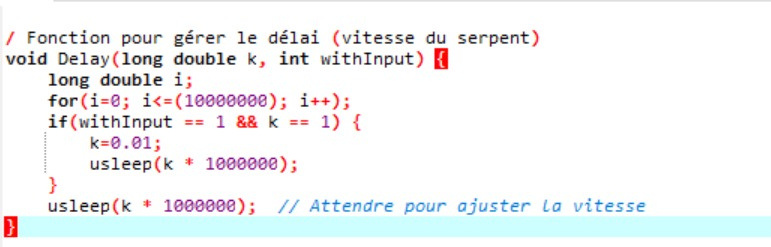 / Fonction pour gérer le délai (vitesse du serpent)
void Delay(long double k, int withInput) {
    long double i;
    for(i=0; i<=(10000000); i++);
    if(withInput == 1 && k == 1) {
        k=0.01;
        usleep(k * 1000000);
    }
    usleep(k * 1000000);  // Attendre pour ajuster la vitesse
}